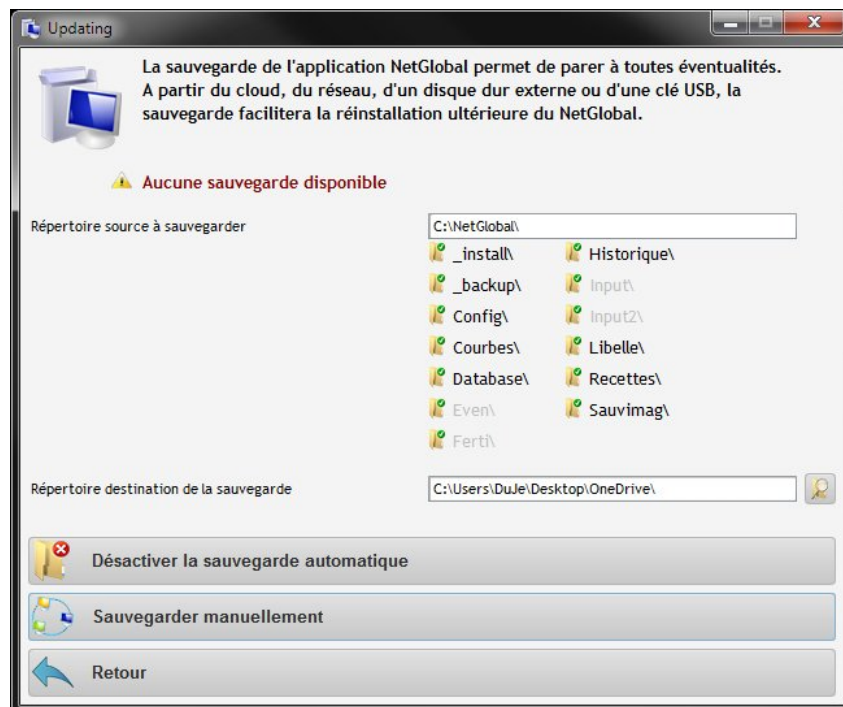 Updating
La sauvegarde de l'application NetGlobal permet de parer à toutes éventualités.
A partir du cloud, du réseau, d'un disque dur externe ou d'une clé USB, la
sauvegarde facilitera la réinstallation ultérieure du NetGlobal.
Aucune sauvegarde disponible
Répertoire source à sauvegarder
C:\NetGlobal\
_install\ Historique\
_backup\ Input\
Config\ Input2\
Courbes\ Libelle\
Database\ Recettes\
Even\ Sauvimag\
Ferti\
Répertoire destination de la sauvegarde
C:\Users\DuJe\Desktop\OneDrive\
Désactiver la sauvegarde automatique
Sauvegarder manuellement
Retour